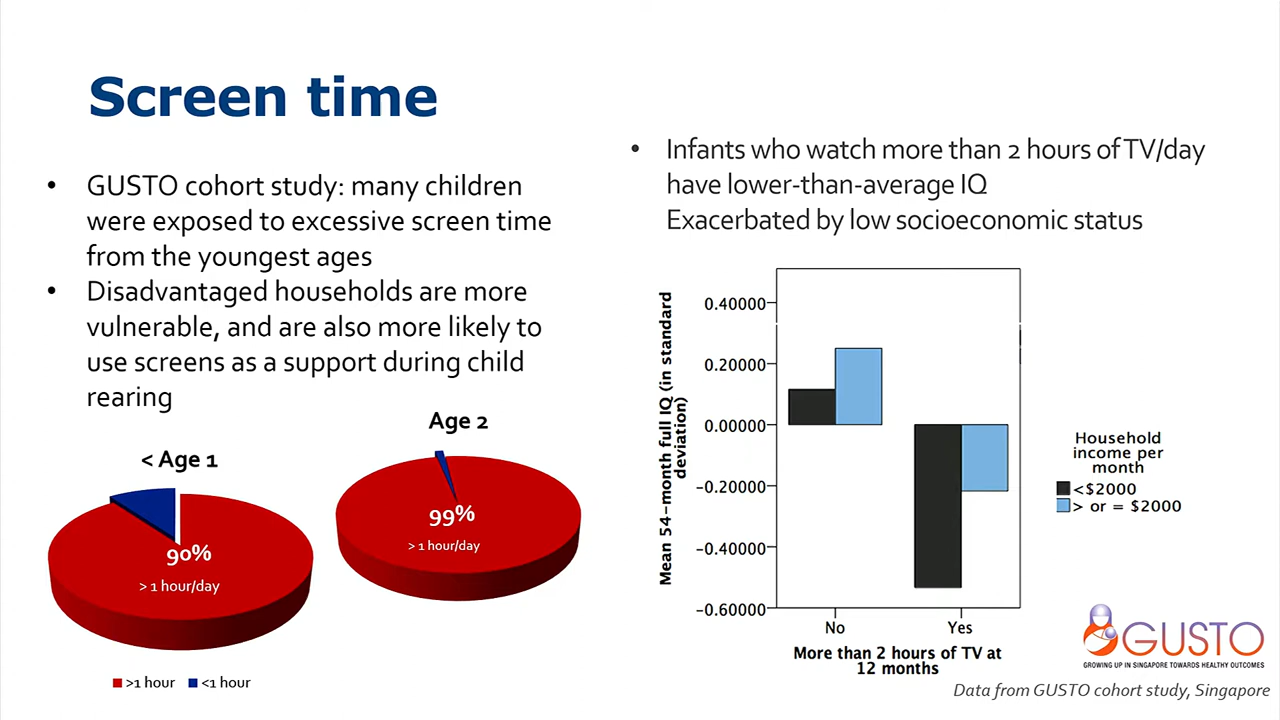 Screen time
• GUSTO cohort study: many children
were exposed to excessive screen time
from the youngest ages
• Disadvantaged households are more
vulnerable, and are also more likely to
use screens as a support during child
rearing
< Age 1
90%
> 1 hour/day
Age 2
99%
> 1 hour/day
>1 hour <1 hour
• Infants who watch more than 2 hours of TV/day
have lower-than-average IQ
Exacerbated by low socioeconomic status
Mean 54-month full IQ (in standard
deviation)
0.40000
0.20000
0.00000
-0.20000
-0.40000
-0.60000
No Yes
More than 2 hours of TV at
12 months
Household
income per
month
<$2000
> or = $2000
GUSTO
GROWING UP IN SINGAPORE TOWARDS HEALTHY OUTCOMES
Data from GUSTO cohort study, Singapore